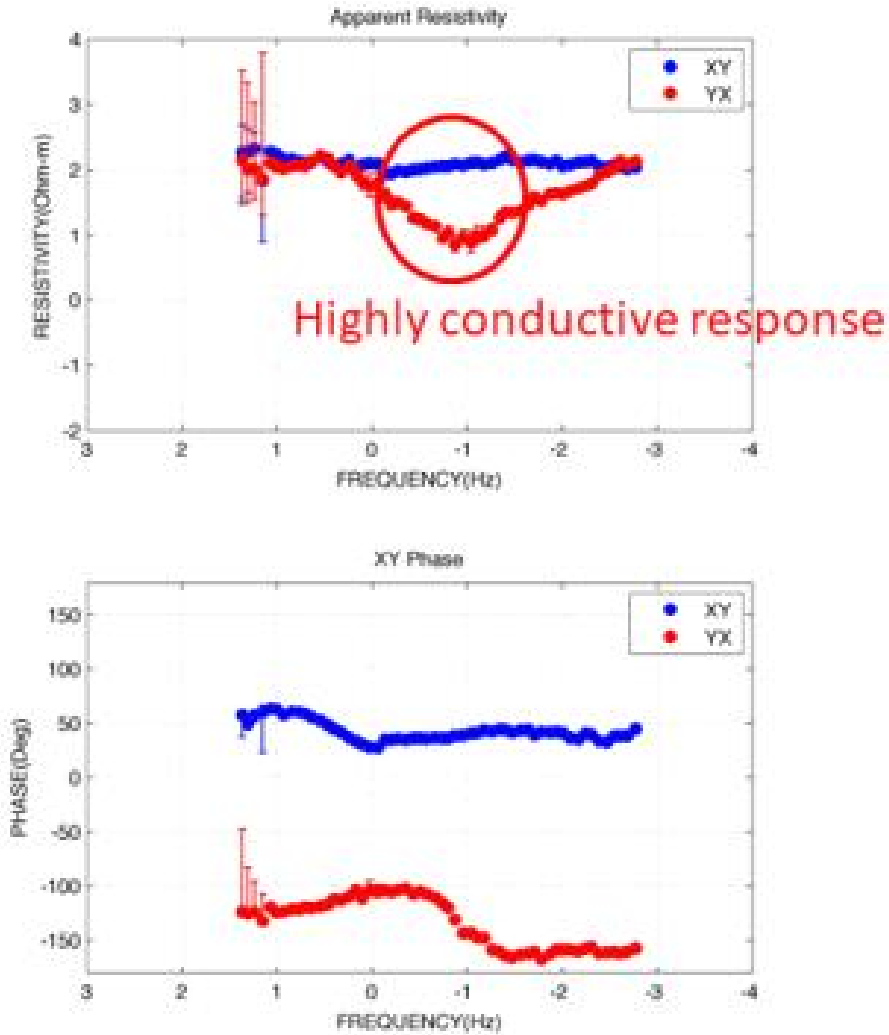 Apparent Resistivity
4
3
2
1
0
-1
-2
RESISTIVITY(Ohm-m)
XY
YX
Highly conductive response
3 2 1 0 -1 -2 -3 -4
FREQUENCY(Hz)
XY Phase
150
100
50
0
-50
-100
-150
PHASE(Deg)
XY
YX
3 2 1 0 -1 -2 -3 -4
FREQUENCY(Hz)